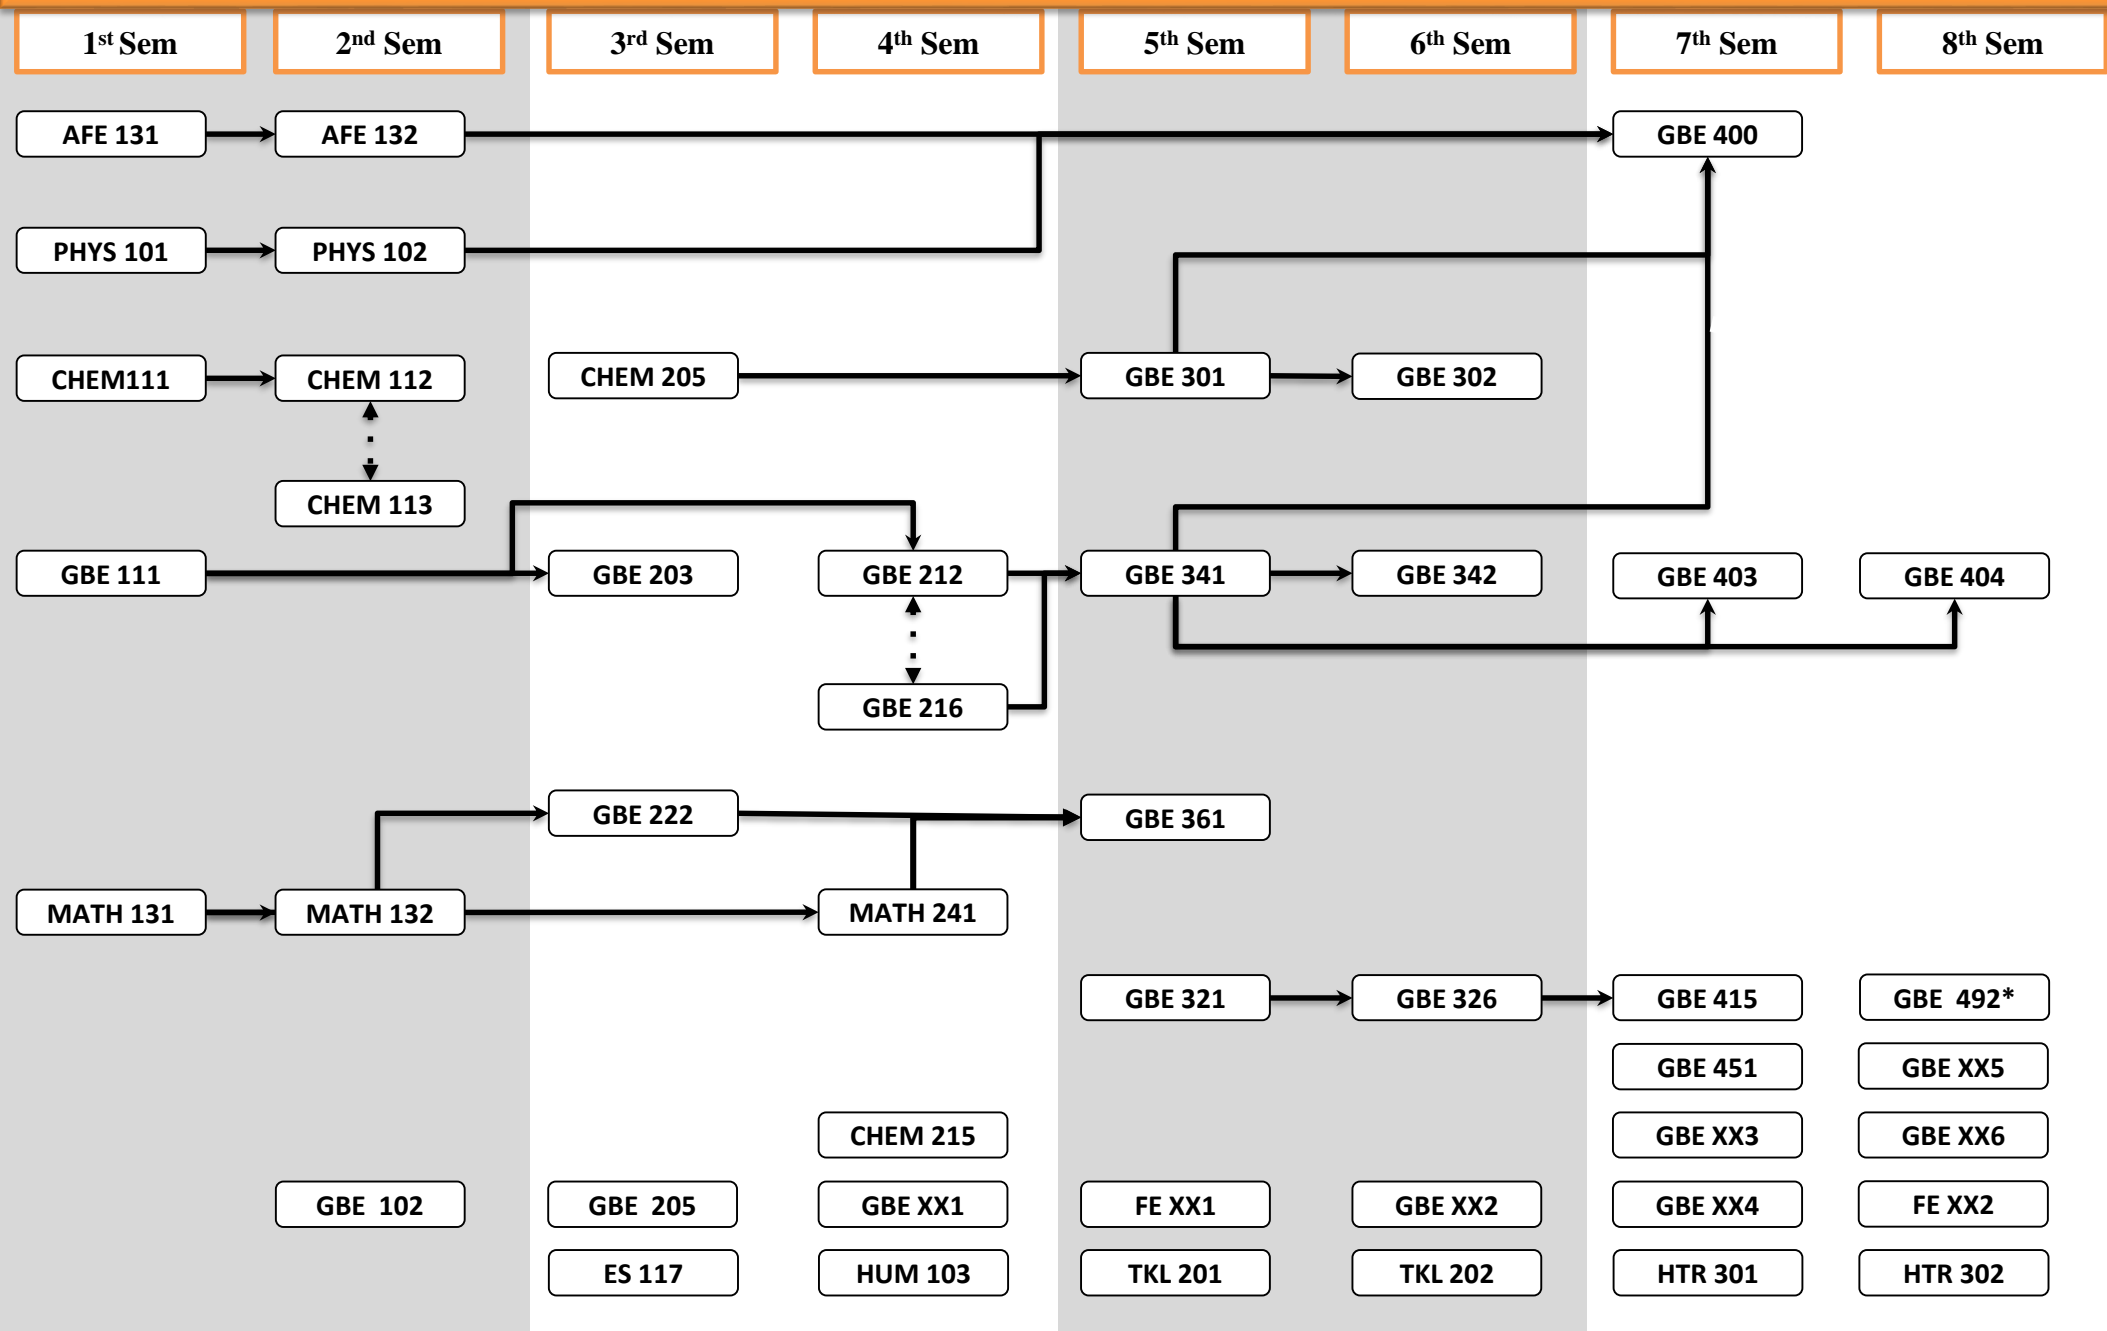 1st Sem 2nd Sem 3rd Sem 4th Sem 5th Sem 6th Sem 7th Sem 8th Sem
AFE 131 AFE 132 GBE 400
PHYS 101 PHYS 102
CHEM111 CHEM 112 CHEM 205 GBE 301 GBE 302
CHEM 113
GBE 111 GBE 203 GBE 212 GBE 341 GBE 342 GBE 403 GBE 404
GBE 216
GBE 222 GBE 361
MATH 131 MATH 132 MATH 241
GBE 321 GBE 326 GBE 415 GBE 492*
GBE 451 GBE XX5
CHEM 215 GBE XX3 GBE XX6
GBE 102 GBE 205 GBE XX1 FE XX1 GBE XX2 GBE XX4 FE XX2
ES 117 HUM 103 TKL 201 TKL 202 HTR 301 HTR 302